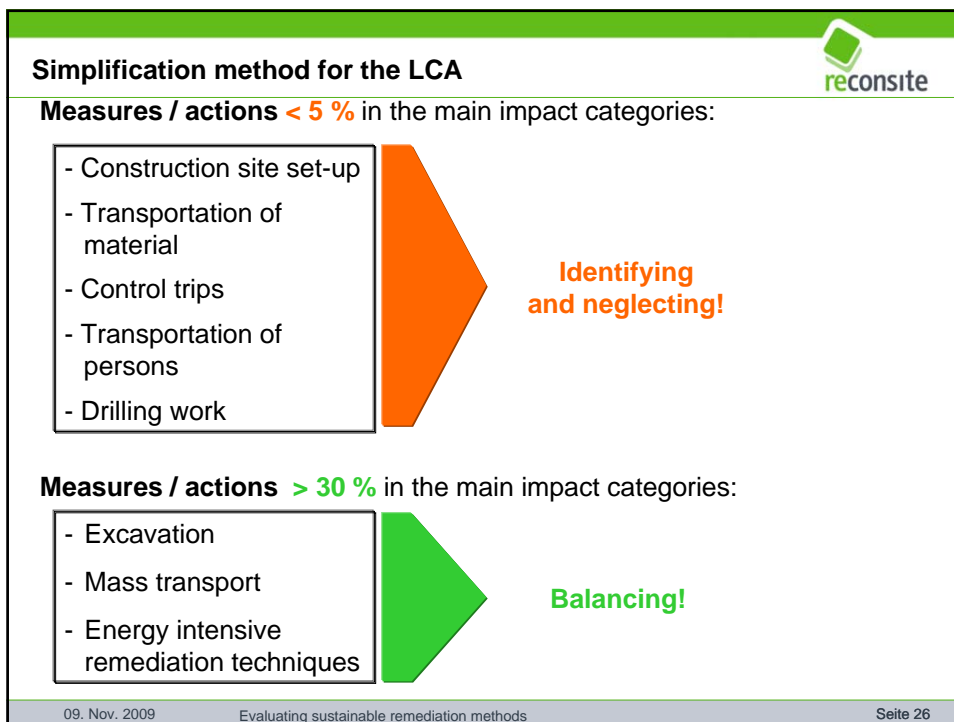 Simplification method for the LCA
reconsite
Measures / actions < 5 % in the main impact categories:
- Construction site set-up
- Transportation of
material
- Control trips
- Transportation of
persons
- Drilling work
Identifying
and neglecting!
Measures / actions > 30 % in the main impact categories:
- Excavation
- Mass transport
- Energy intensive
remediation techniques
Balancing!
09. Nov. 2009 Evaluating sustainable remediation methods Seite 26